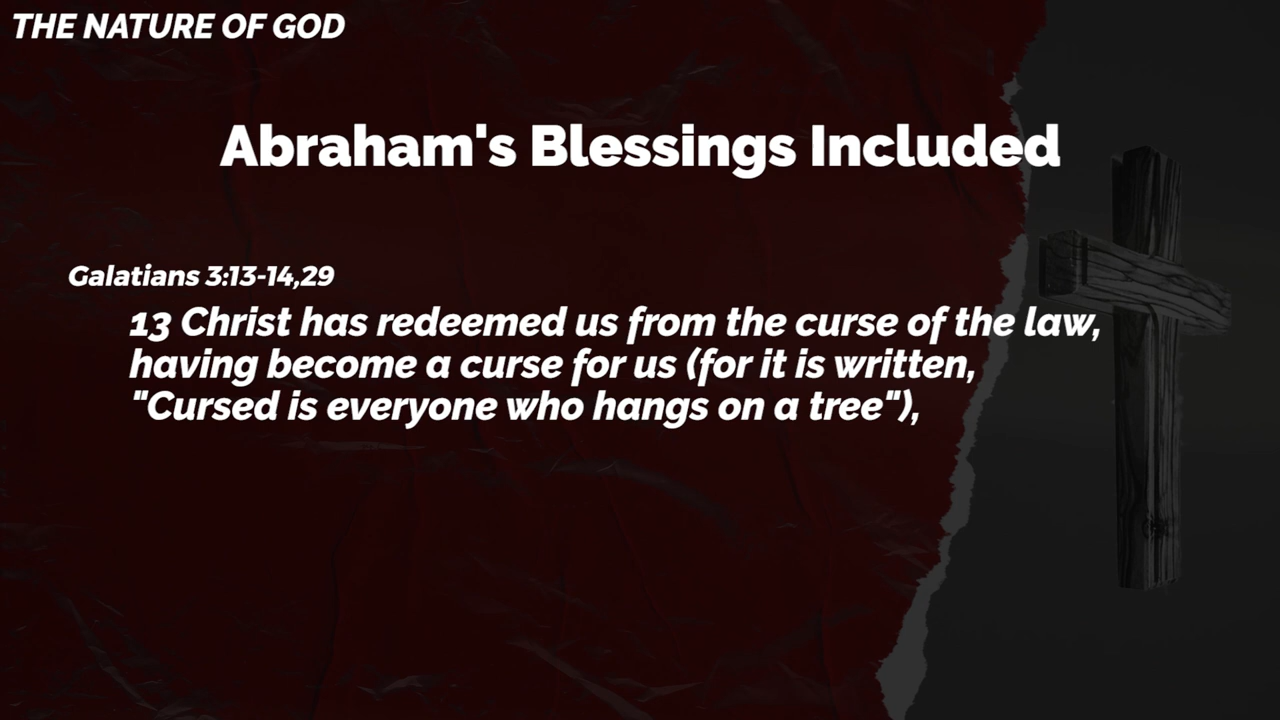 THE NATURE OF GOD
Abraham's Blessings Included
Galatians 3:13-14,29
13 Christ has redeemed us from the curse of the law,
having become a curse for us (for it is written,
"Cursed is everyone who hangs on a tree"),